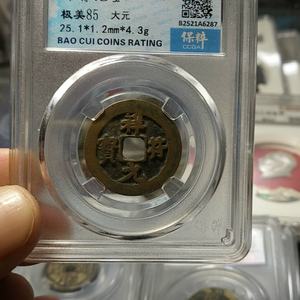 极美85 大元
25.1*1.2mm*4.3g
BAO CUI COINS RATING
保粹
CCGA
B2521A6287
祥符元寳